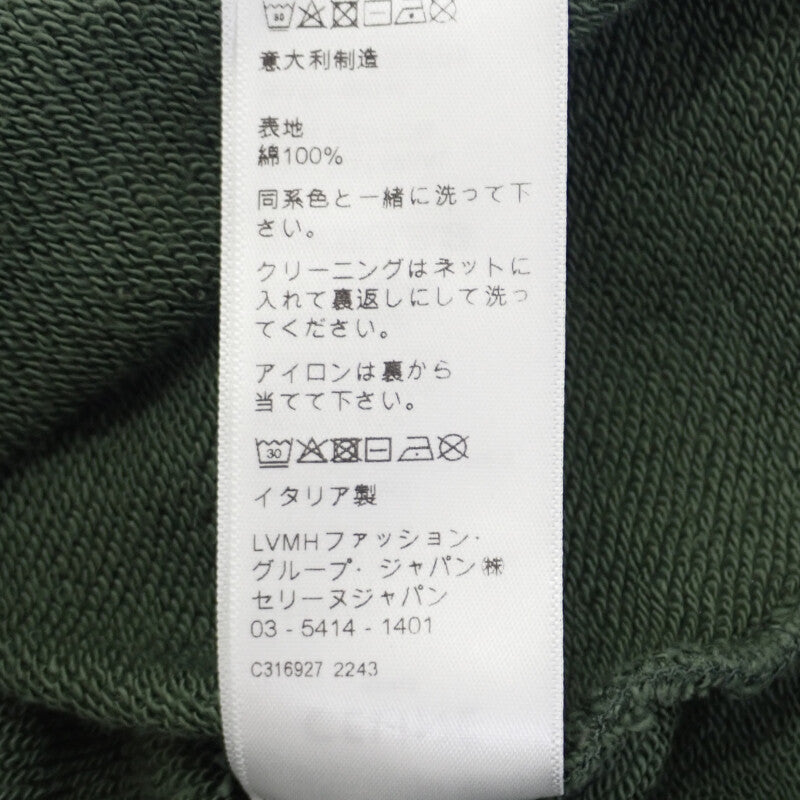 30
意大利制造
表地
綿100%
同系色と一緒に洗って下
さい。
クリーニングはネットに
入れて裏返しにして洗っ
てください。
アイロンは裏から
当てて下さい。
30
イタリア製
LVMHファッション・
グループ・ジャパン㈱
セリーヌジャパン
03 - 5414 - 1401
C316927 2243